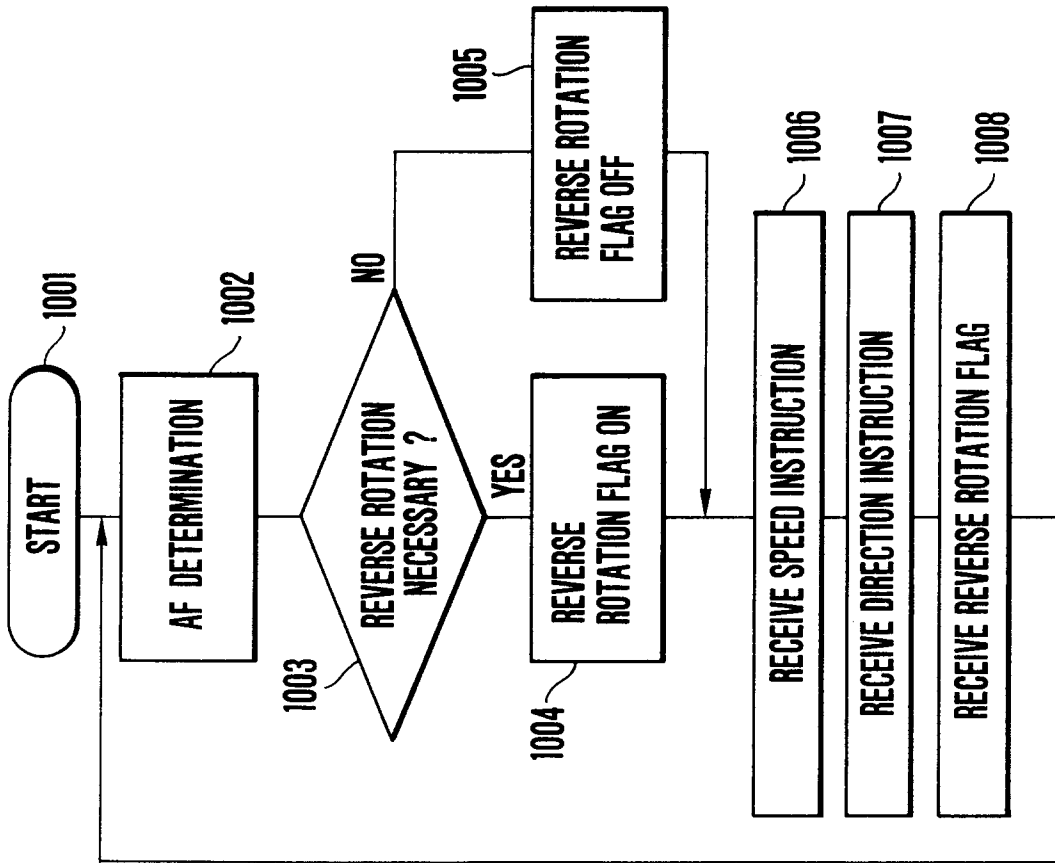 START
1001
AF DETERMINATION
1002
REVERSE ROTATION
NECESSARY ?
1003
NO
YES
REVERSE
ROTATION FLAG ON
1004
REVERSE ROTATION
FLAG OFF
1005
RECEIVE SPEED INSTRUCTION
1006
RECEIVE DIRECTION INSTRUCTION
1007
RECEIVE REVERSE ROTATION FLAG
1008